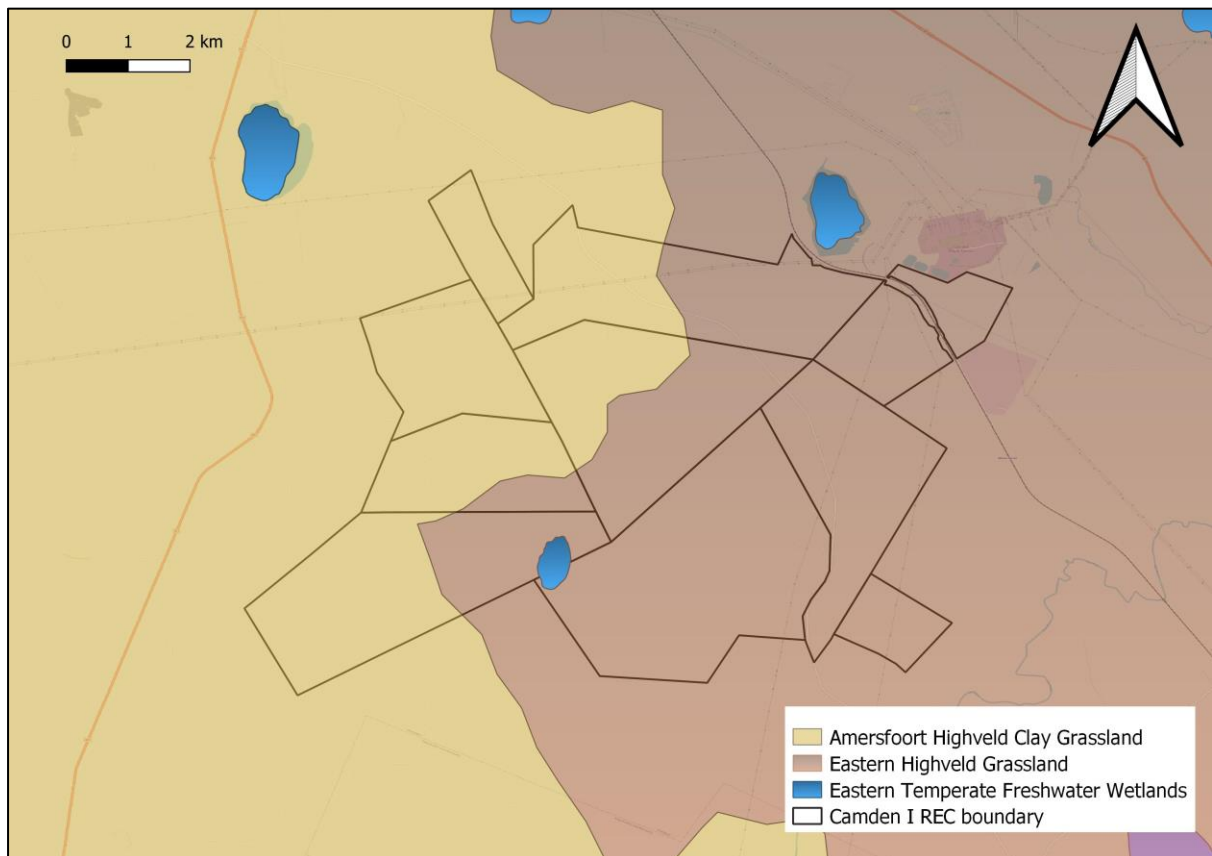 0 1 2 km
Amersfoort Highveld Clay Grassland
Eastern Highveld Grassland
Eastern Temperate Freshwater Wetlands
Camden I REC boundary